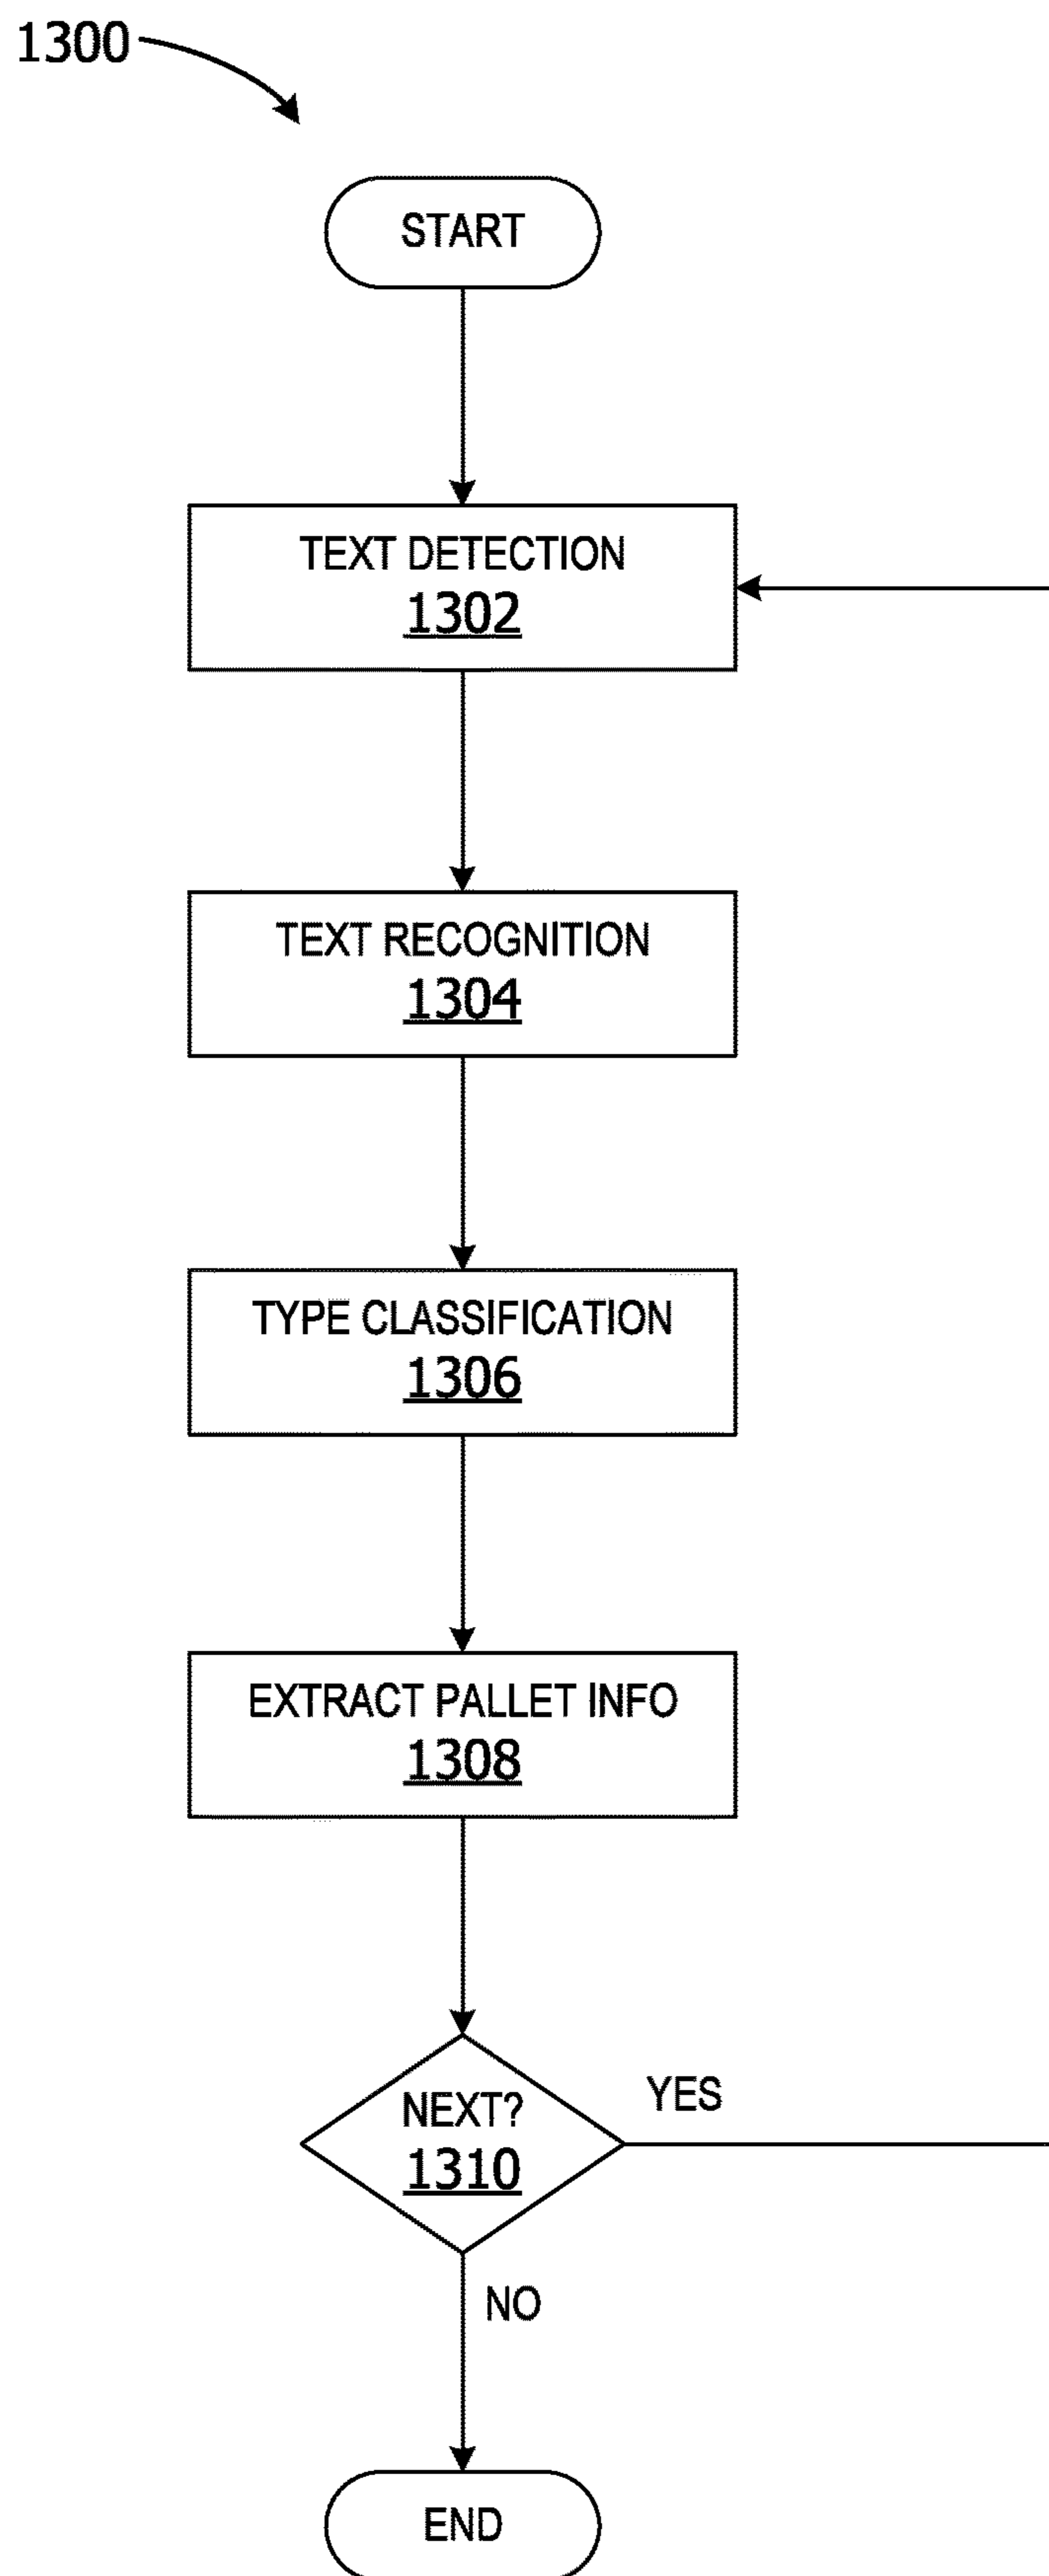 1300
START
TEXT DETECTION
1302
TEXT RECOGNITION
1304
TYPE CLASSIFICATION
1306
EXTRACT PALLET INFO
1308
NEXT?
1310
YES
NO
END